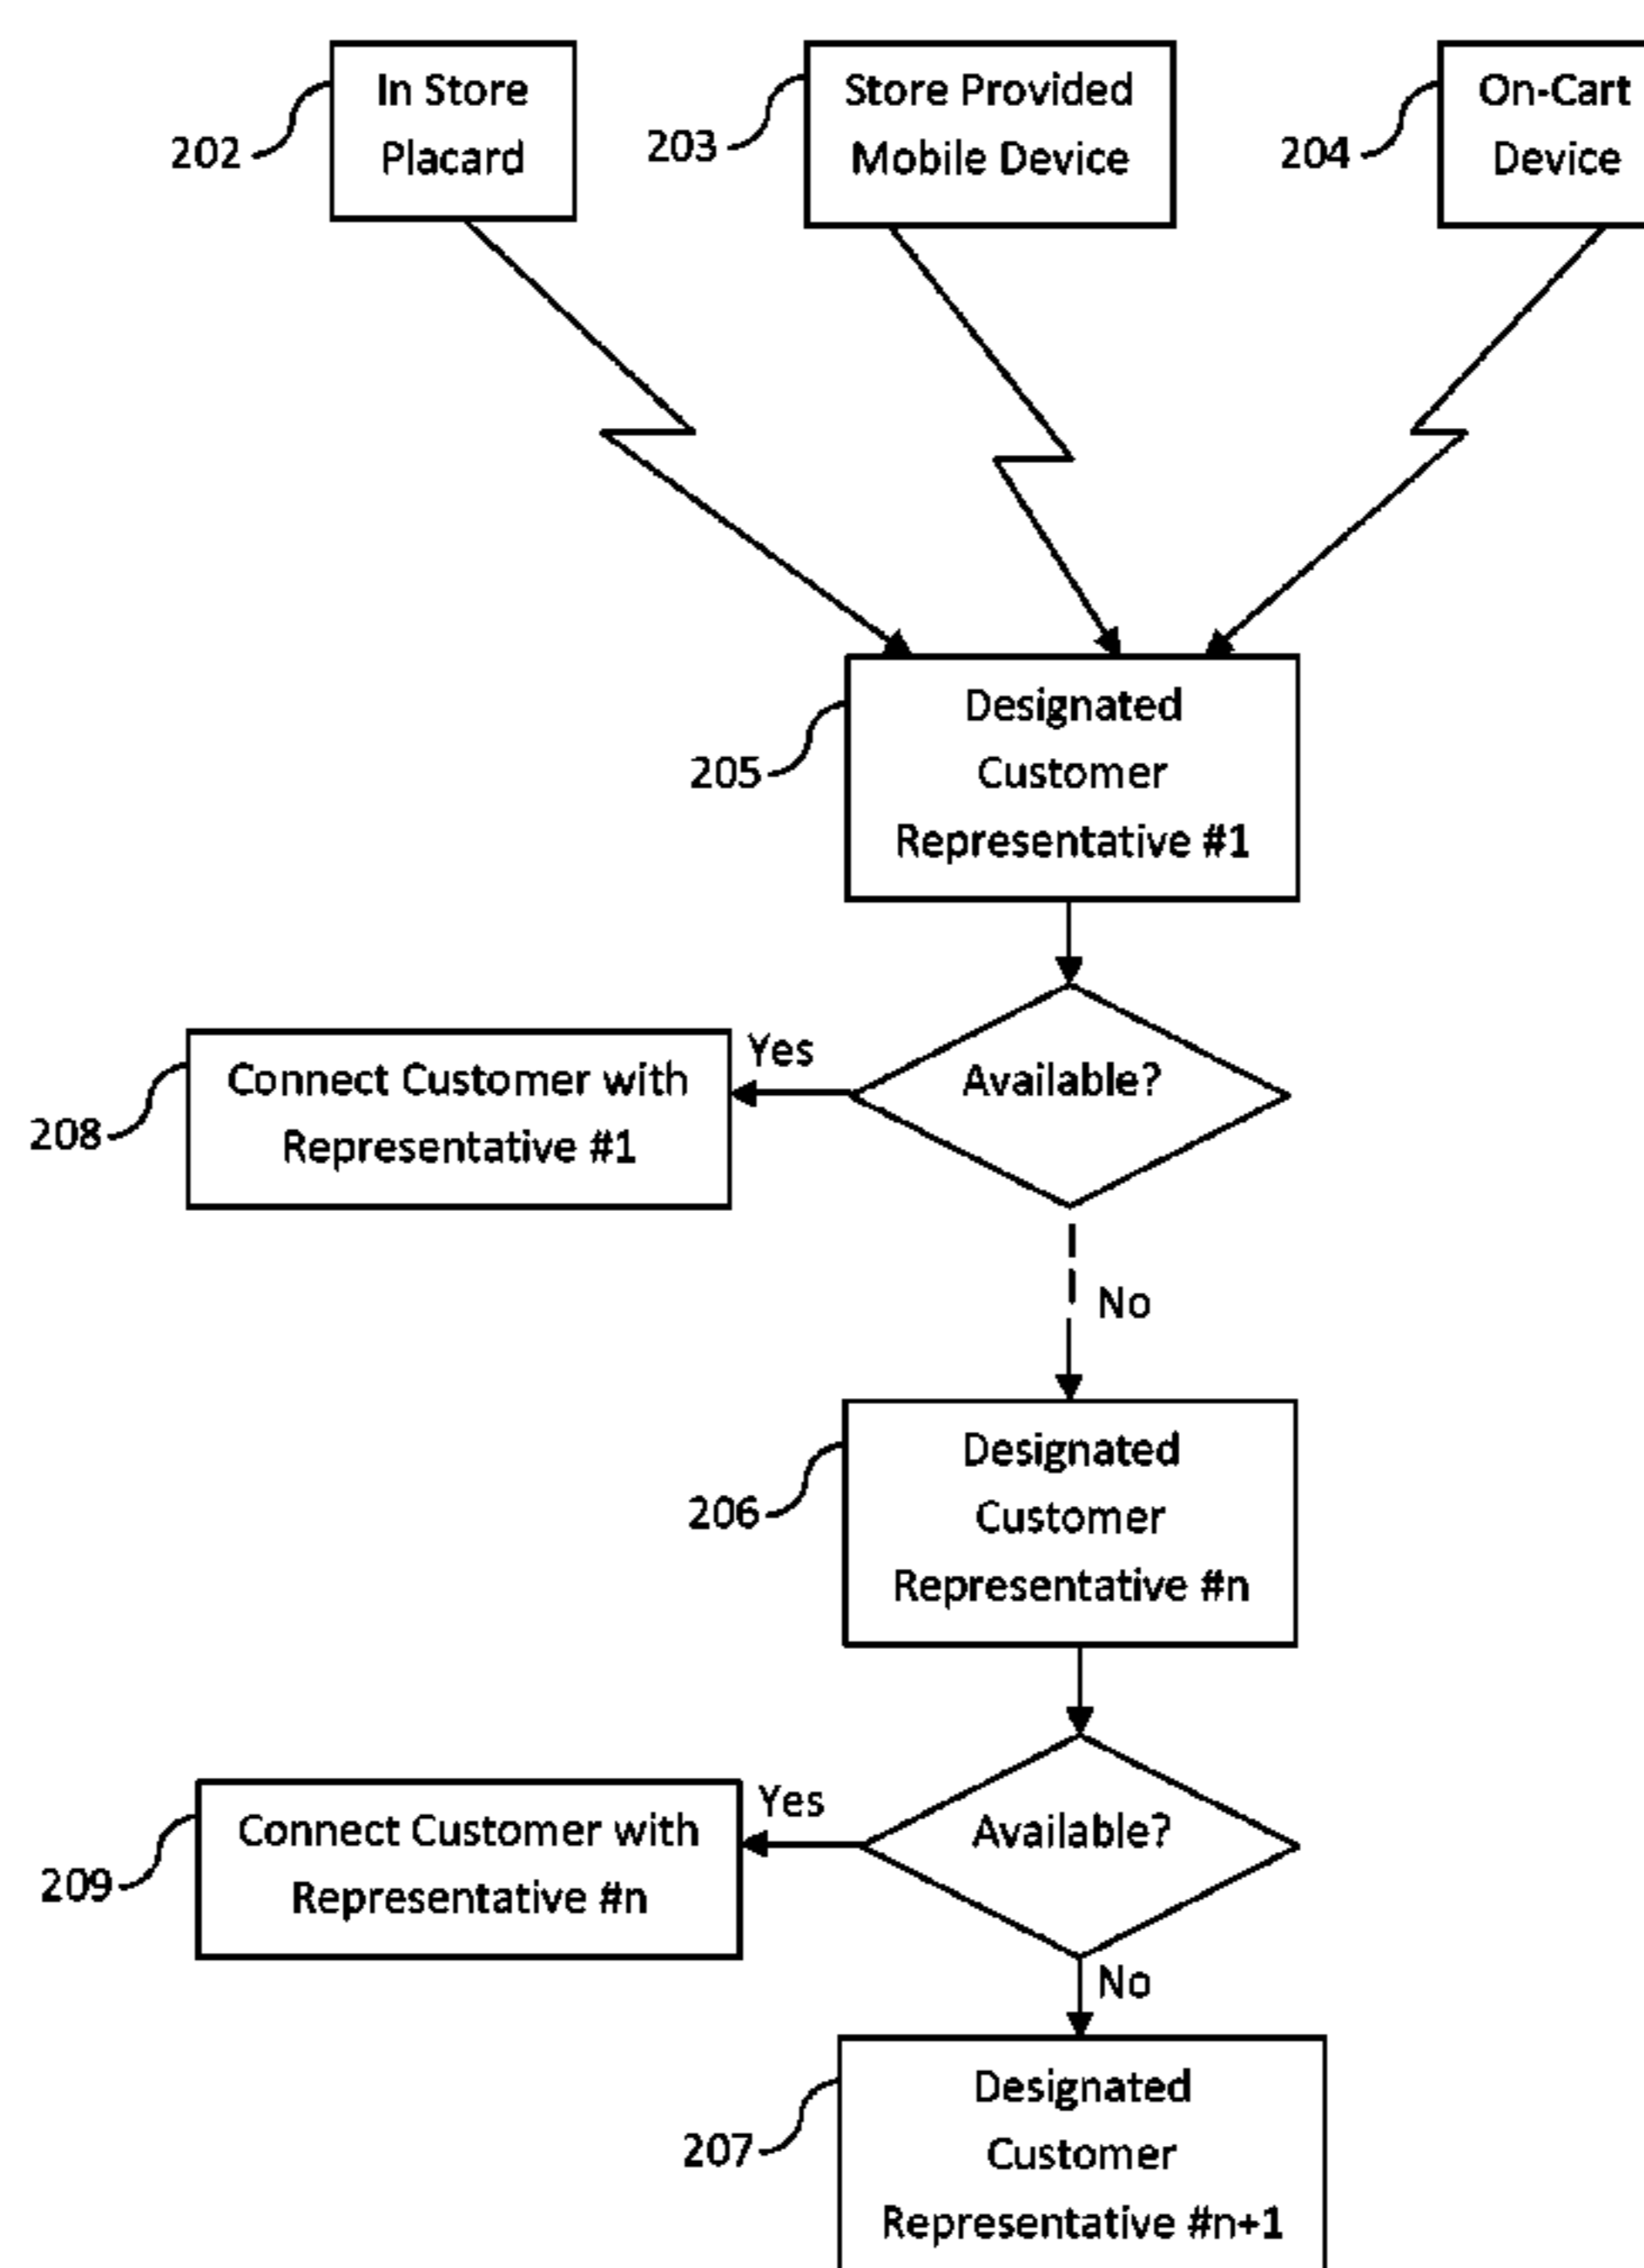 In Store
Placard
202
Store Provided
Mobile Device
203
On-Cart
Device
204
Designated
Customer
Representative #1
205
Available?
Yes
Connect Customer with
Representative #1
208
No
Designated
Customer
Representative #n
206
Available?
Yes
Connect Customer with
Representative #n
209
No
Designated
Customer
Representative #n+1
207